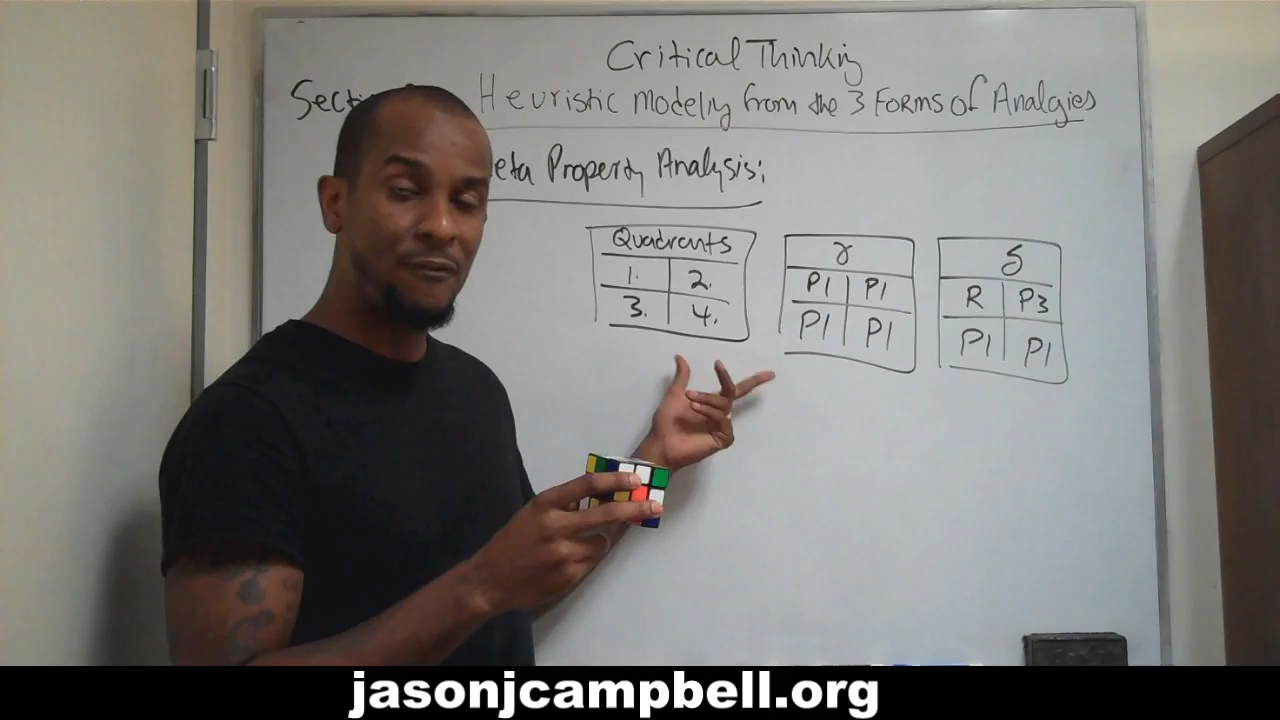 Critical Thinking
Heuristic Modeling from the 3 Forms of Analgies
Property Analysis:
Quadrants
1. 2.
3. 4.
γ
P1 P1
P1 P1
δ
R P3
P1 P1
jasonjcampbell.org